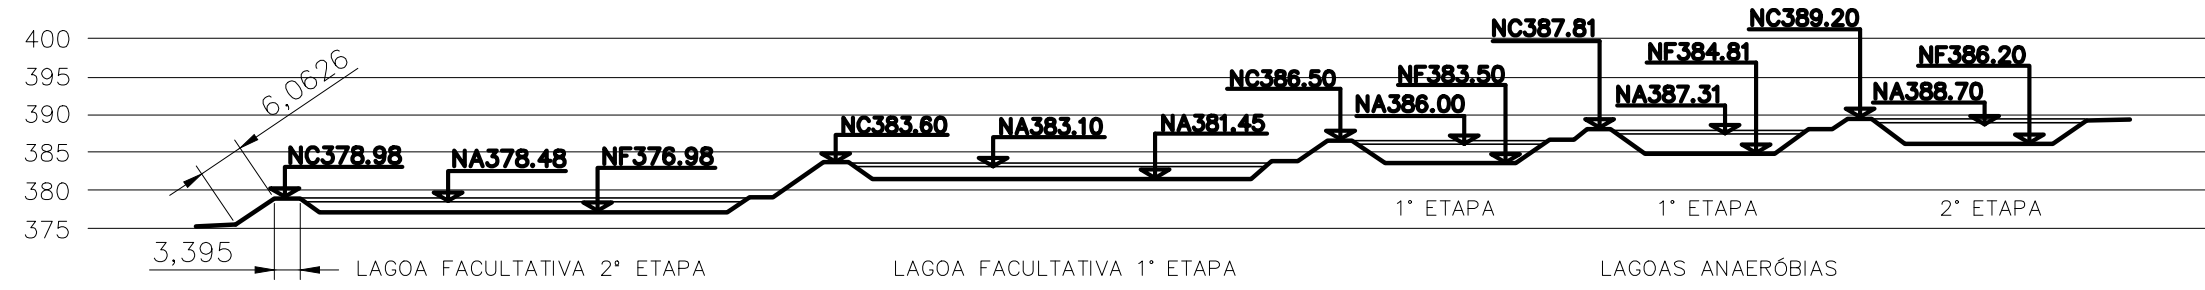 NC389.20
NC387.81
400
NF384.81
NF386.20
6,0626
395
NC386.50
NF383.50
NA387.31
NA388.70
NA386.00
390
NC383.60
NA383.10
NA381.45
385
NC378.98
NA378.48
NF376.98
380
1° ETAPA
1° ETAPA
2° ETAPA
375
3,395
LAGOA FACULTATIVA 2ª ETAPA
LAGOA FACULTATIVA 1° ETAPA
LAGOAS ANAERÓBIAS